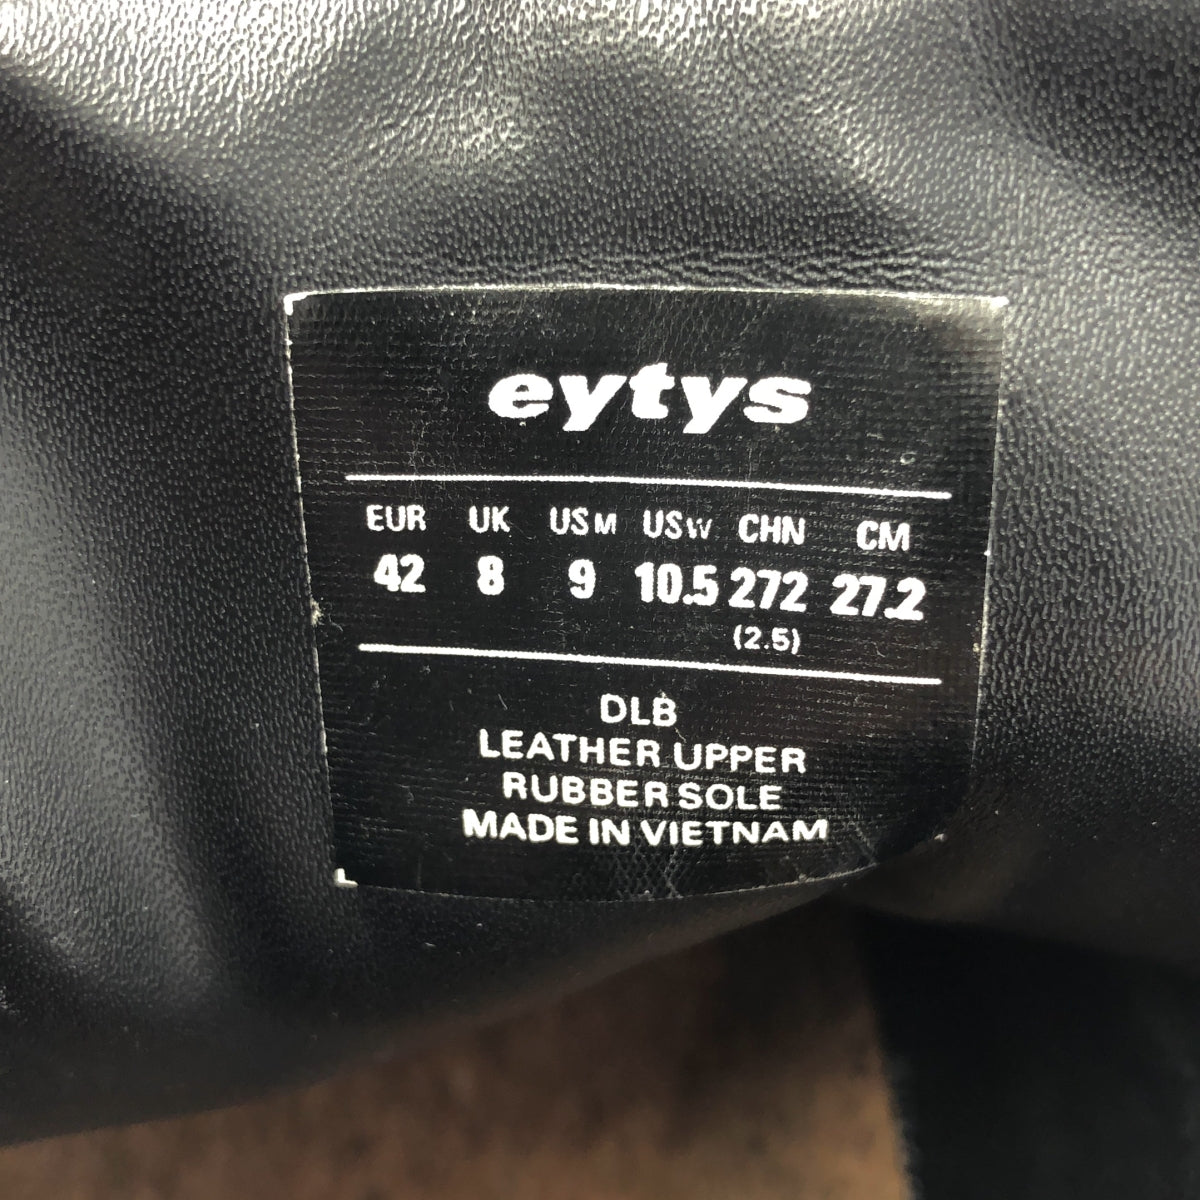 eytys
EUR UK USM USW CHN CM
42 8 9 10.5 272 27.2
(2.5)
DLB
LEATHER UPPER
RUBBER SOLE
MADE IN VIETNAM